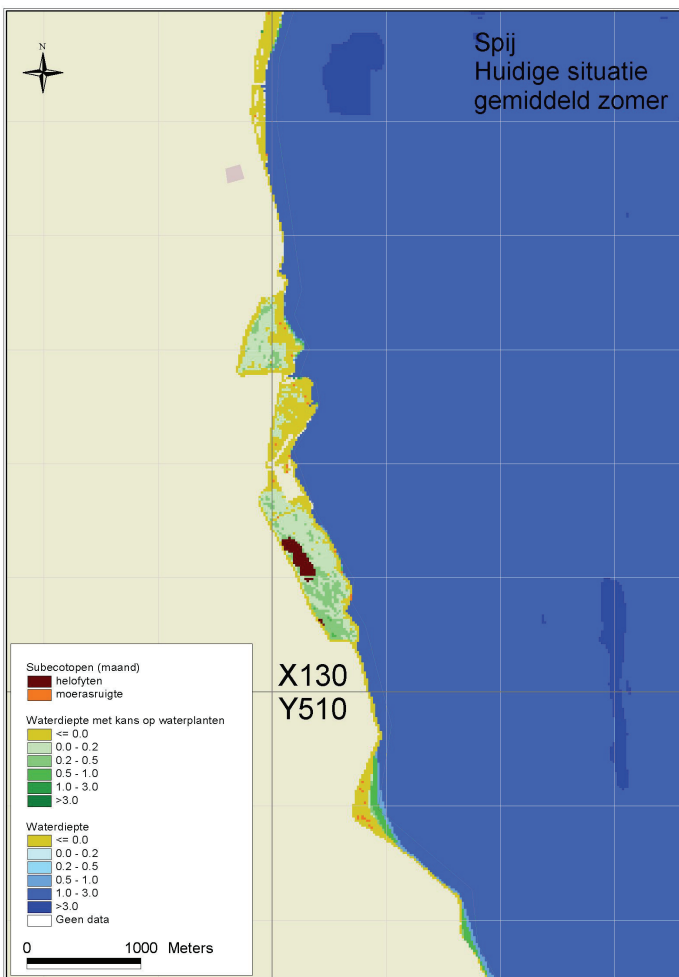 Spij
Huidige situatie
gemiddeld zomer
N
X130
Y510
Subecotopen (maand)
helofyten
moerasruigte
Waterdiepte met kans op waterplanten
<= 0.0
0.0 - 0.2
0.2 - 0.5
0.5 - 1.0
1.0 - 3.0
>3.0
Waterdiepte
<= 0.0
0.0 - 0.2
0.2 - 0.5
0.5 - 1.0
1.0 - 3.0
>3.0
Geen data
0 1000 Meters